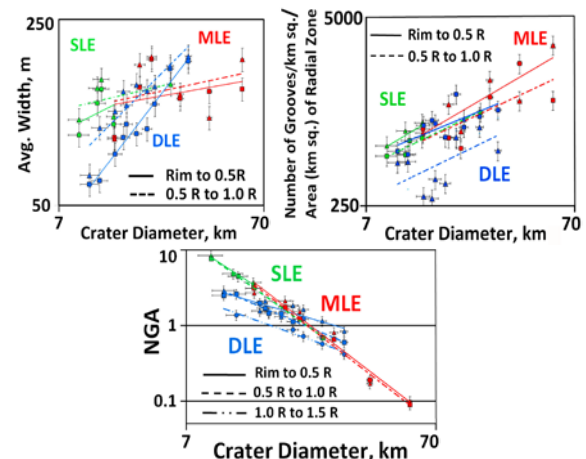 250
Avg. Width, m
50
SLE
MLE
DLE
Rim to 0.5R
0.5 R to 1.0 R
7
70
Crater Diameter, km
5000
Number of Grooves/km sq./
Area (km sq.) of Radial Zone
250
Rim to 0.5 R
0.5 R to 1.0 R
MLE
SLE
DLE
7
70
Crater Diameter, km
10
1
0.1
NGA
SLE
MLE
DLE
Rim to 0.5 R
0.5 R to 1.0 R
1.0 R to 1.5 R
7
70
Crater Diameter, km